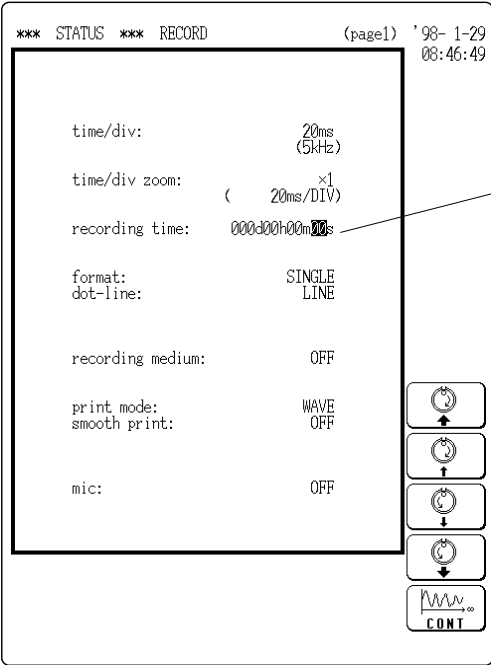 *** STATUS *** RECORD (page1) '98- 1-29
08:46:49
time/div: 20ms
(5kHz)
time/div zoom: ×1
( 20ms/DIV)
recording time: 000d00h00m00s
format: SINGLE
dot-line: LINE
recording medium: OFF
print mode: WAVE
smooth print: OFF
mic: OFF
∞
CONT